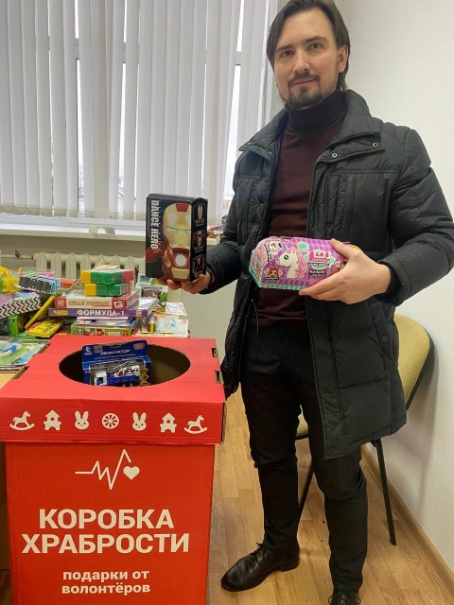 DANCE HERO
ФОРМУЛА-1
КОРОБКА
ХРАБРОСТИ
подарки от
волонтёров